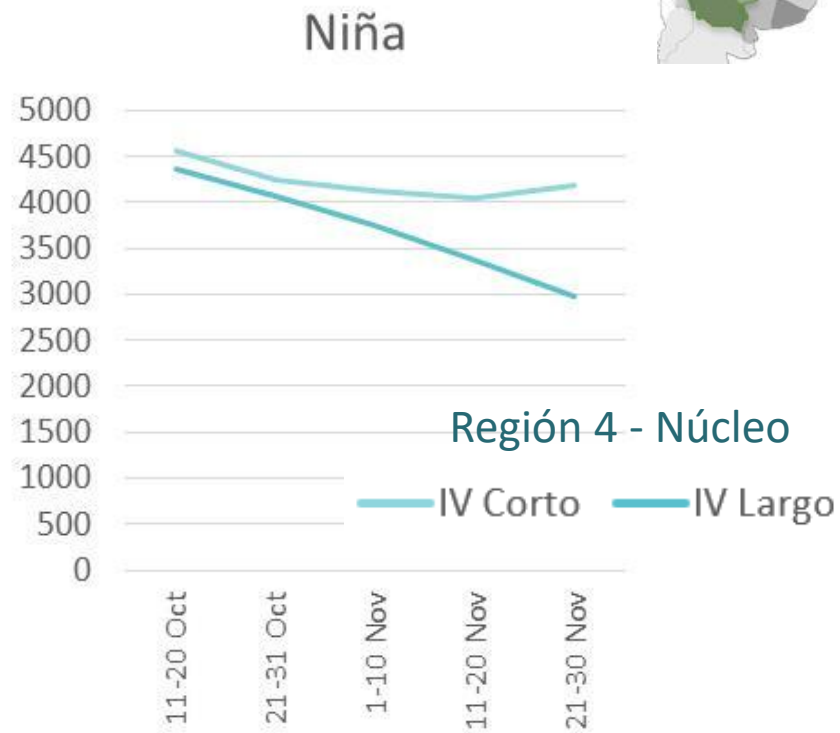 Niña
5000
4500
4000
3500
3000
2500
2000
1500
1000
500
0
Región 4 - Núcleo
IV Corto
IV Largo
11-20 Oct
21-31 Oct
1-10 Nov
11-20 Nov
21-30 Nov